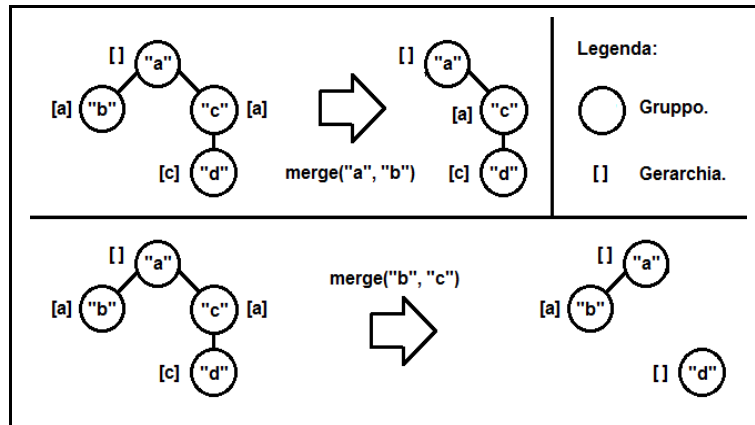 [ ] "a"
[a] "b" "c" [a]
[c] "d"
merge("a", "b")
[ ] "a"
[a] "c"
[c] "d"
Legenda:
Gruppo.
[ ] Gerarchia.
[ ] "a"
[a] "b" "c" [a]
[c] "d"
merge("b", "c")
[ ] "a"
[a] "b"
[ ] "d"